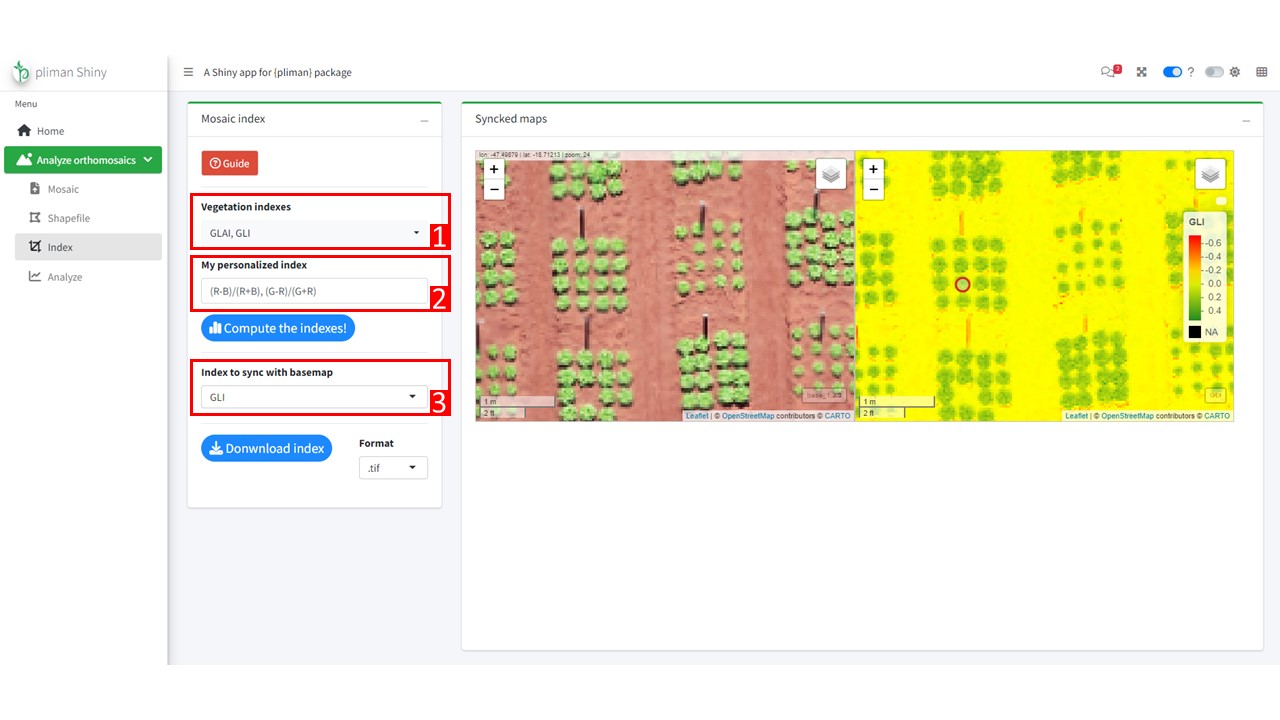 pliman Shiny
A Shiny app for {pliman} package
2
?
Menu
Home
Analyze orthomosaics
Mosaic
Shapefile
Index
Analyze
Mosaic index
Guide
Vegetation indexes
GLAI, GLI
1
My personalized index
(R-B)/(R+B), (G-R)/(G+R)
2
Compute the indexes!
Index to sync with basemap
GLI
3
Donwnload index
Format
.tif
Syncked maps
lon: -47.49879 | lat: -18.71213 | zoom: 24
+
−
1 m
2 ft
Leaflet | © OpenStreetMap contributors © CARTO
+
−
GLI
-0.6
-0.4
-0.2
0.0
0.2
0.4
NA
GLI
1 m
2 ft
Leaflet | © OpenStreetMap contributors © CARTO